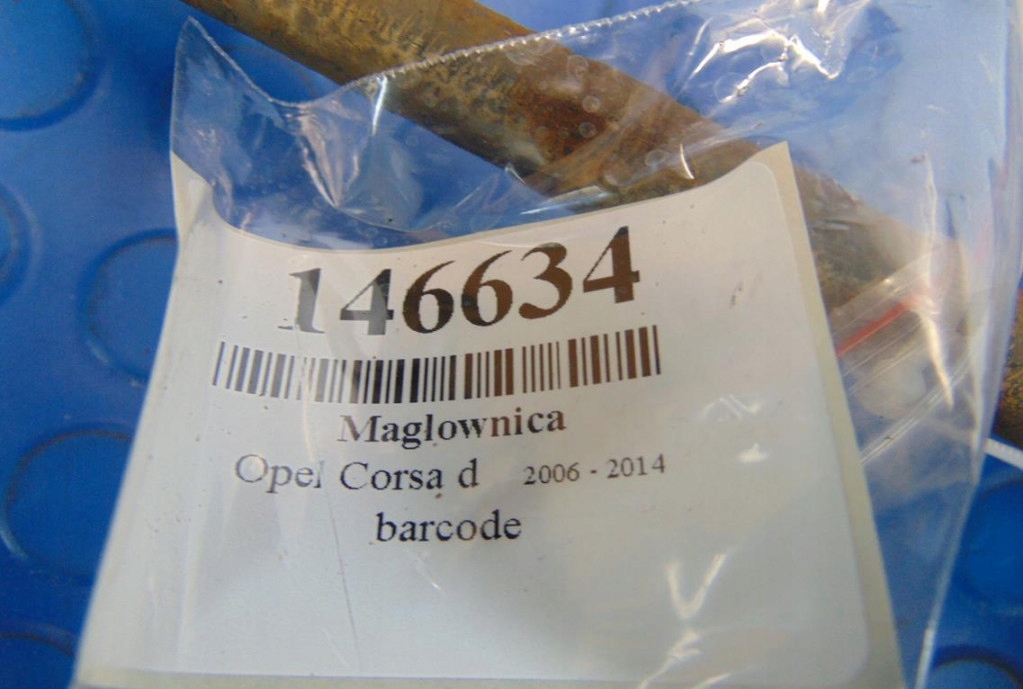 146634
Maglownica
Opel Corsa d 2006 - 2014
barcode